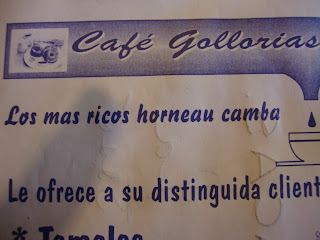 Café Gollorias
Los mas ricos horneau camba
Le ofrece a su distinguida client
* Tamales